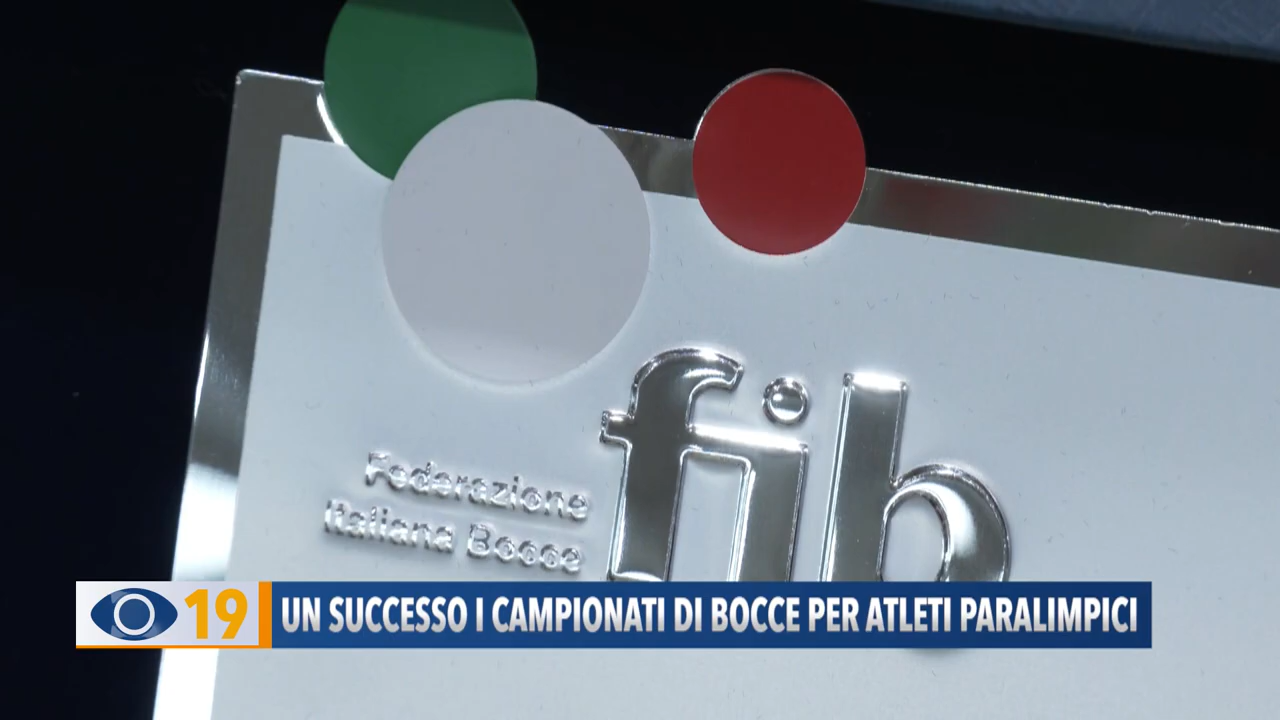 fib
Federazione
Italiana Bocce
19
UN SUCCESSO I CAMPIONATI DI BOCCE PER ATLETI PARALIMPICI